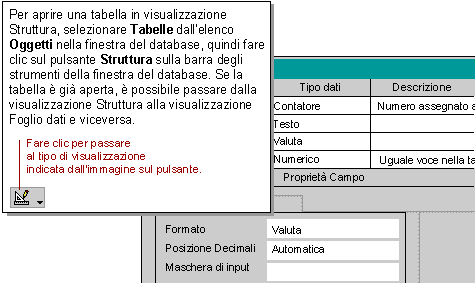 Per aprire una tabella in visualizzazione
Struttura, selezionare Tabelle dall'elenco
Oggetti nella finestra del database, quindi fare
clic sul pulsante Struttura sulla barra degli
strumenti della finestra del database. Se la
tabella è già aperta, è possibile passare dalla
visualizzazione Struttura alla visualizzazione
Foglio dati e viceversa.
Fare clic per passare
al tipo di visualizzazione
indicata dall'immagine sul pulsante.
Tipo dati Descrizione
Contatore Numero assegnato a
Testo
Valuta
Numerico Uguale voce nella ta
Proprietà Campo
Formato Valuta
Posizione Decimali Automatica
Maschera di input